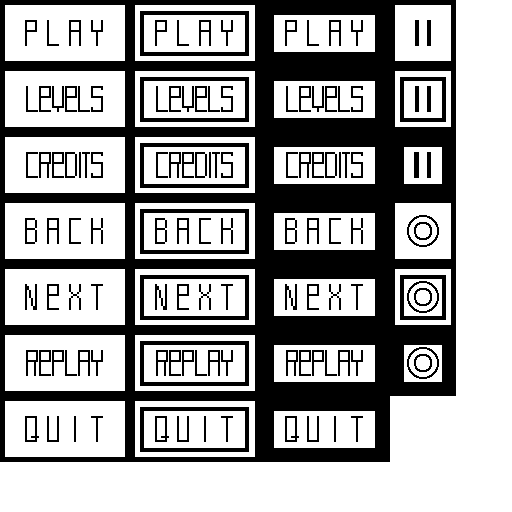 PLAY PLAY PLAY
LEVELS LEVELS LEVELS
CREDITS CREDITS CREDITS
BACK BACK BACK
NEXT NEXT NEXT
REPLAY REPLAY REPLAY
QUIT QUIT QUIT